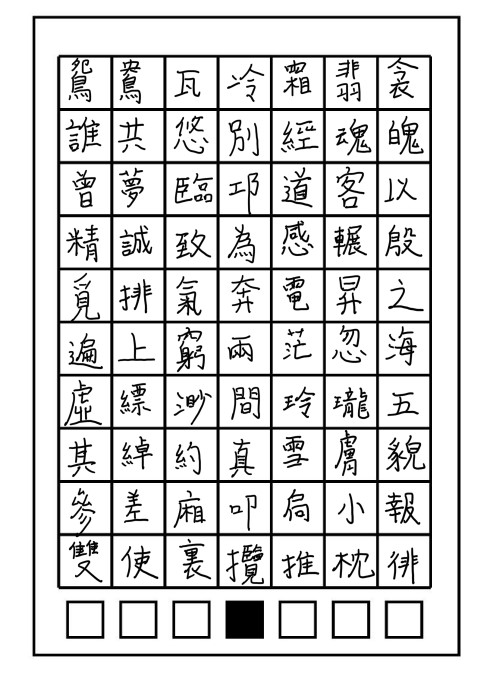 鴛鴦瓦冷霜翡衾
誰共悠別經魂魄
曾夢臨邛道客以
精誠致為感輾殷
覓排氣奔電昇之
遍上窮兩茫忽海
虛縹渺間玲瓏五
其綽約真雪膚貌
參差廂叩扃小報
雙使裏攬推枕徘